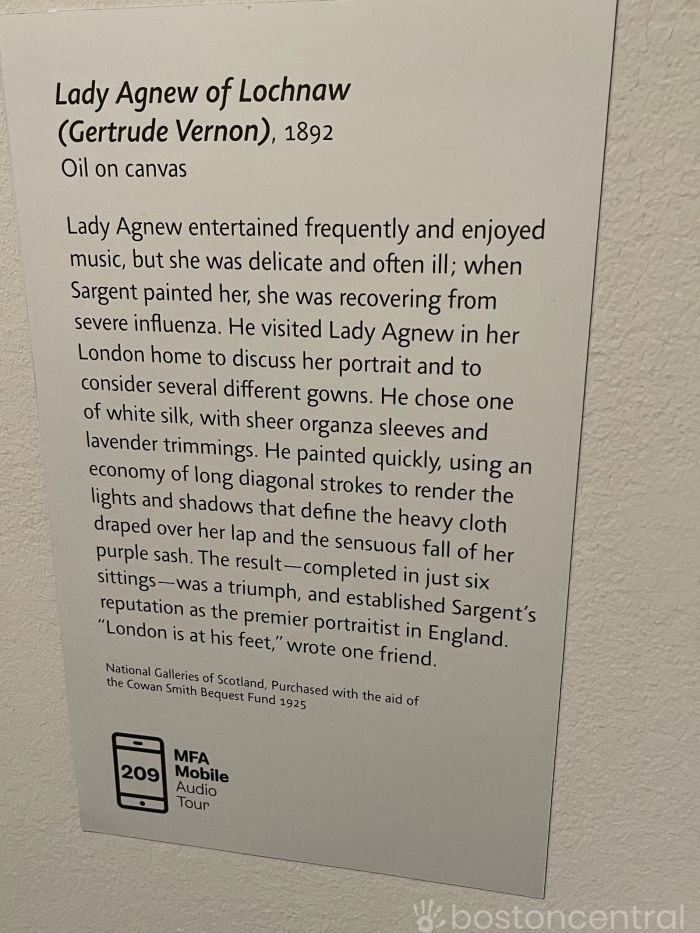 Lady Agnew of Lochnaw
(Gertrude Vernon), 1892
Oil on canvas
Lady Agnew entertained frequently and enjoyed
music, but she was delicate and often ill; when
Sargent painted her, she was recovering from
severe influenza. He visited Lady Agnew in her
London home to discuss her portrait and to
consider several different gowns. He chose one
of white silk, with sheer organza sleeves and
lavender trimmings. He painted quickly, using an
economy of long diagonal strokes to render the
lights and shadows that define the heavy cloth
draped over her lap and the sensuous fall of her
purple sash. The result—completed in just six
sittings—was a triumph, and established Sargent's
reputation as the premier portraitist in England.
"London is at his feet," wrote one friend.
National Galleries of Scotland, Purchased with the aid of
the Cowan Smith Bequest Fund 1925
209
MFA
Mobile
Audio
Tour
bostoncentral